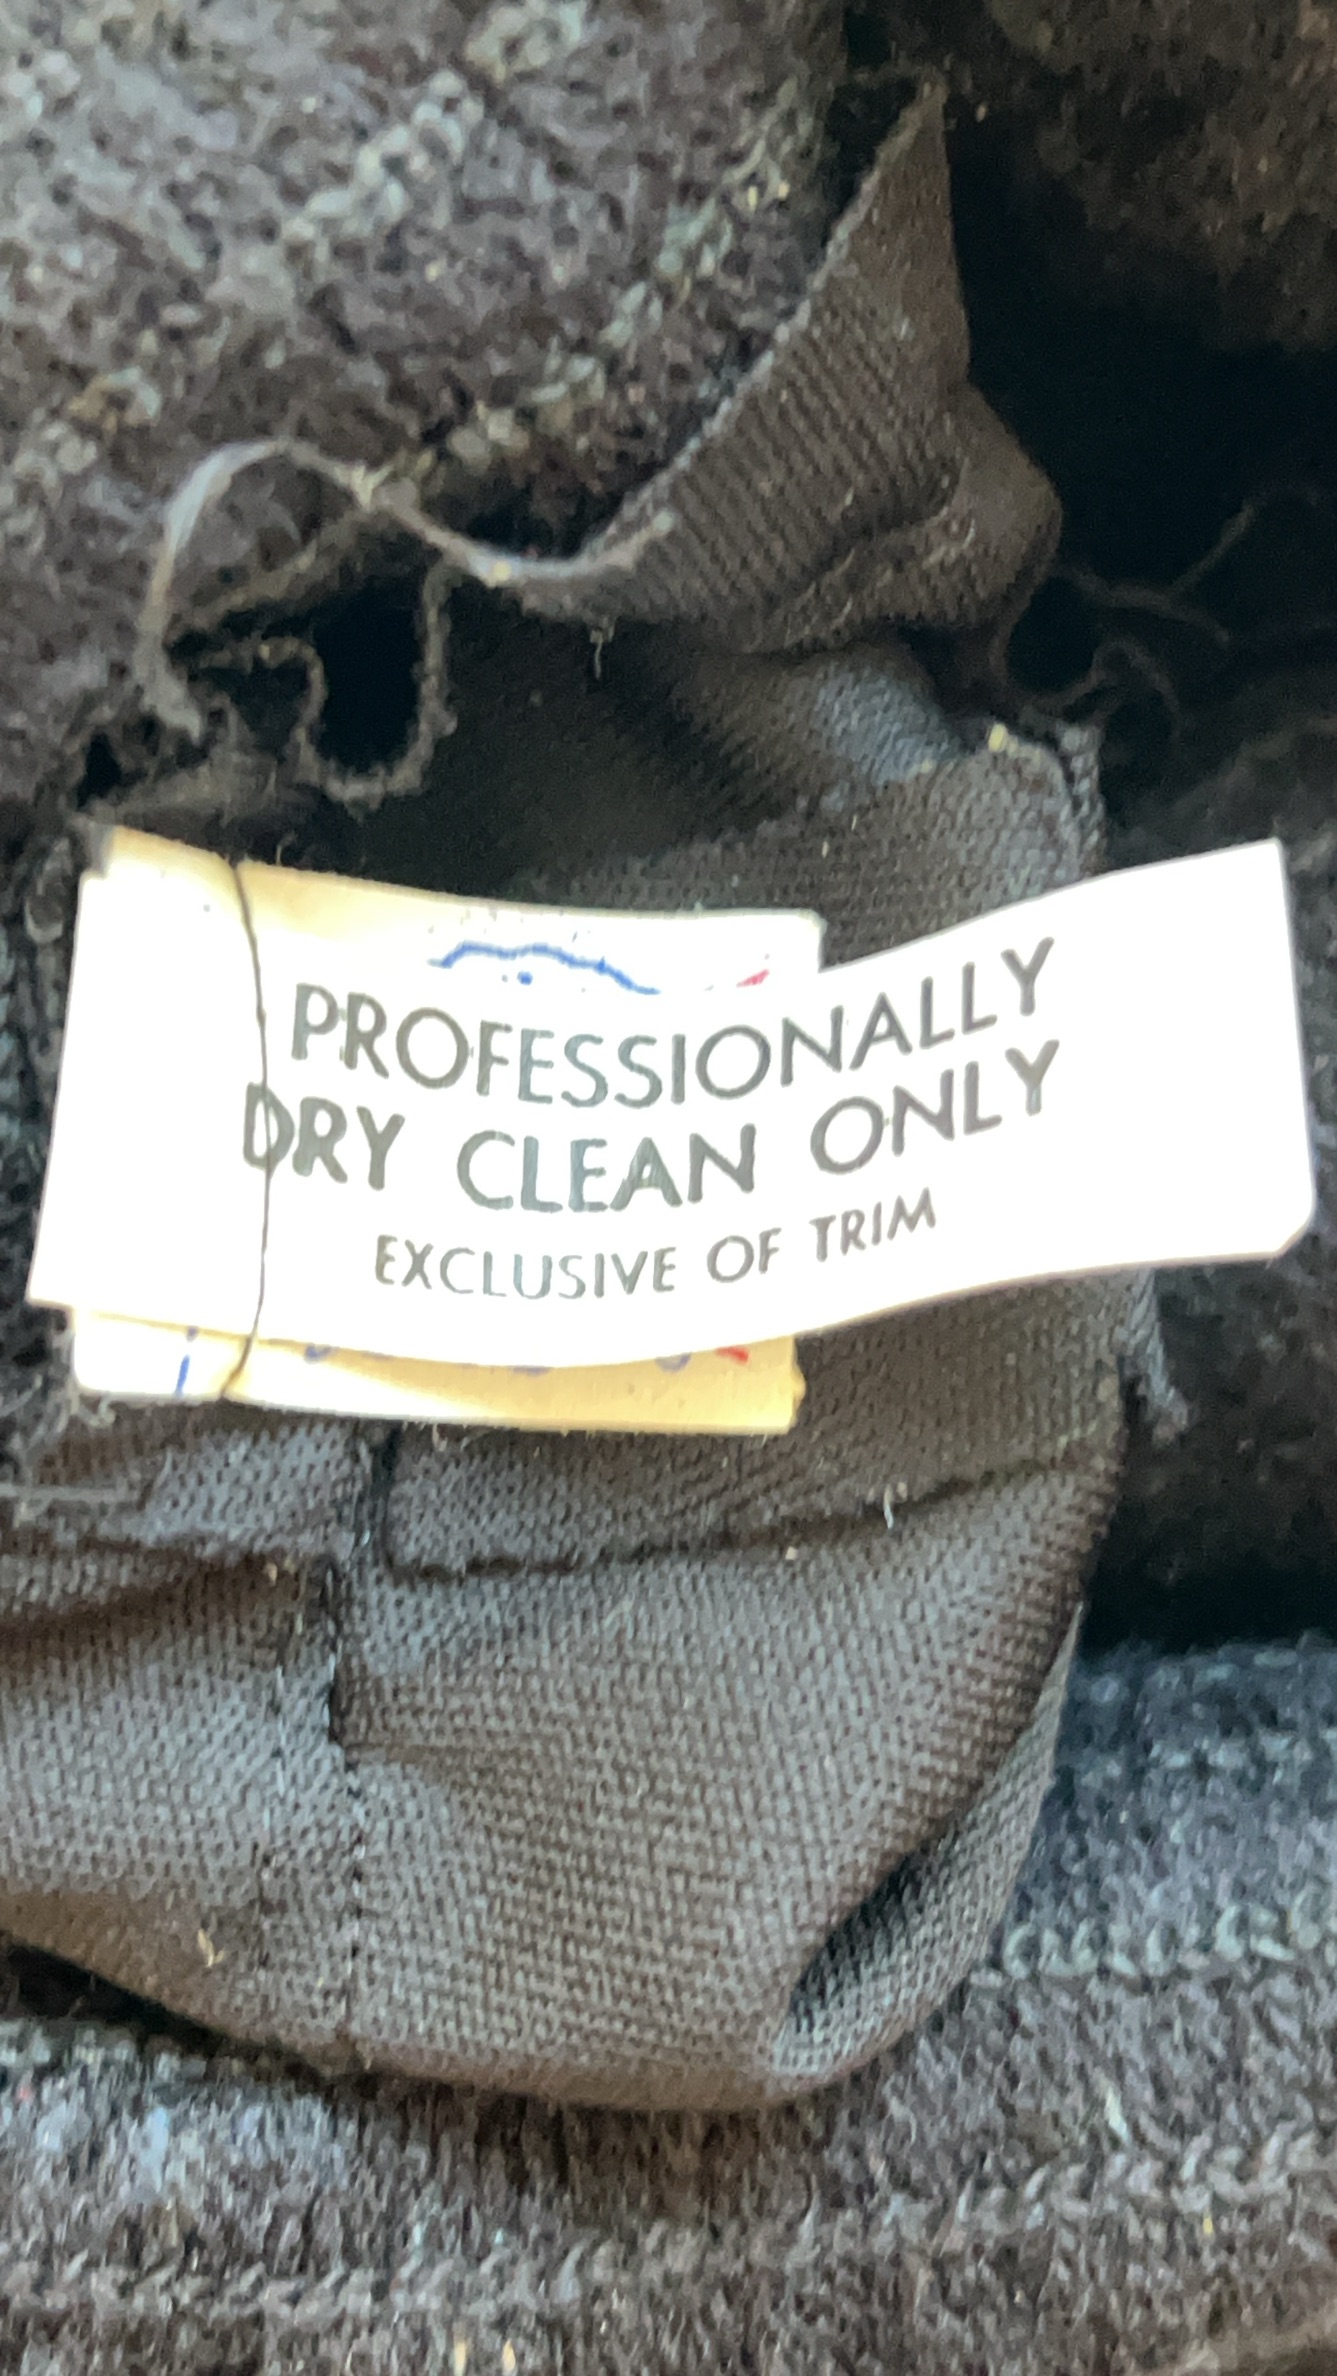 PROFESSIONALLY
DRY CLEAN ONLY
EXCLUSIVE OF TRIM